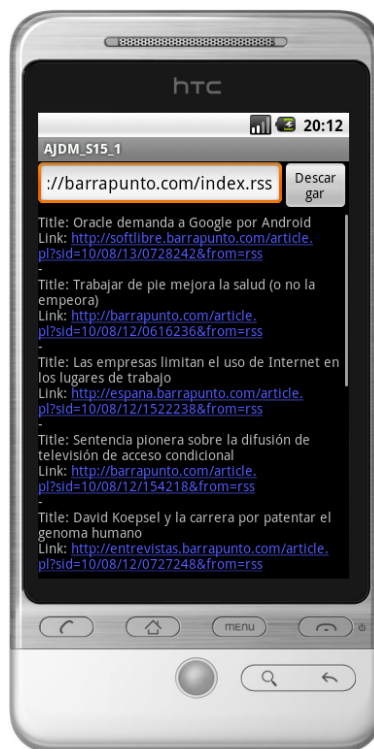 htc
20:12
AJDM_S15_1
://barrapunto.com/index.rss
Descar
gar
Title: Oracle demanda a Google por Android
Link: http://softlibre.barrapunto.com/article.
pl?sid=10/08/13/0728242&from=rss
-
Title: Trabajar de pie mejora la salud (o no la
empeora)
Link: http://barrapunto.com/article.
pl?sid=10/08/12/0616236&from=rss
-
Title: Las empresas limitan el uso de Internet en
los lugares de trabajo
Link: http://espana.barrapunto.com/article.
pl?sid=10/08/12/1522238&from=rss
-
Title: Sentencia pionera sobre la difusión de
televisión de acceso condicional
Link: http://barrapunto.com/article.
pl?sid=10/08/12/154218&from=rss
-
Title: David Koepsel y la carrera por patentar el
genoma humano
Link: http://entrevistas.barrapunto.com/article.
pl?sid=10/08/12/0727248&from=rss
MENU